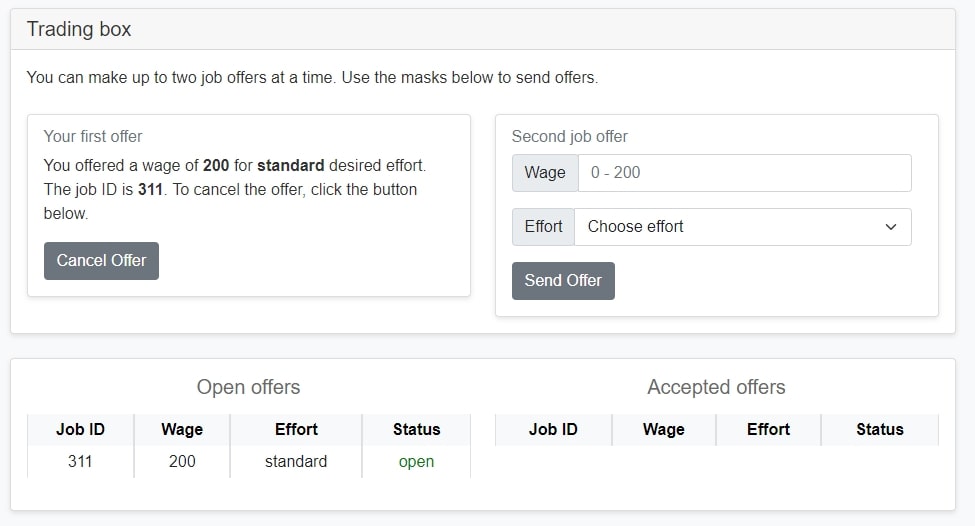 Trading box
You can make up to two job offers at a time. Use the masks below to send offers.
Your first offer
You offered a wage of 200 for standard desired effort.
The job ID is 311. To cancel the offer, click the button
below.
Cancel Offer
Second job offer
Wage 0 - 200
Effort Choose effort
Send Offer
Open offers
Job ID Wage Effort Status
311 200 standard open
Accepted offers
Job ID Wage Effort Status